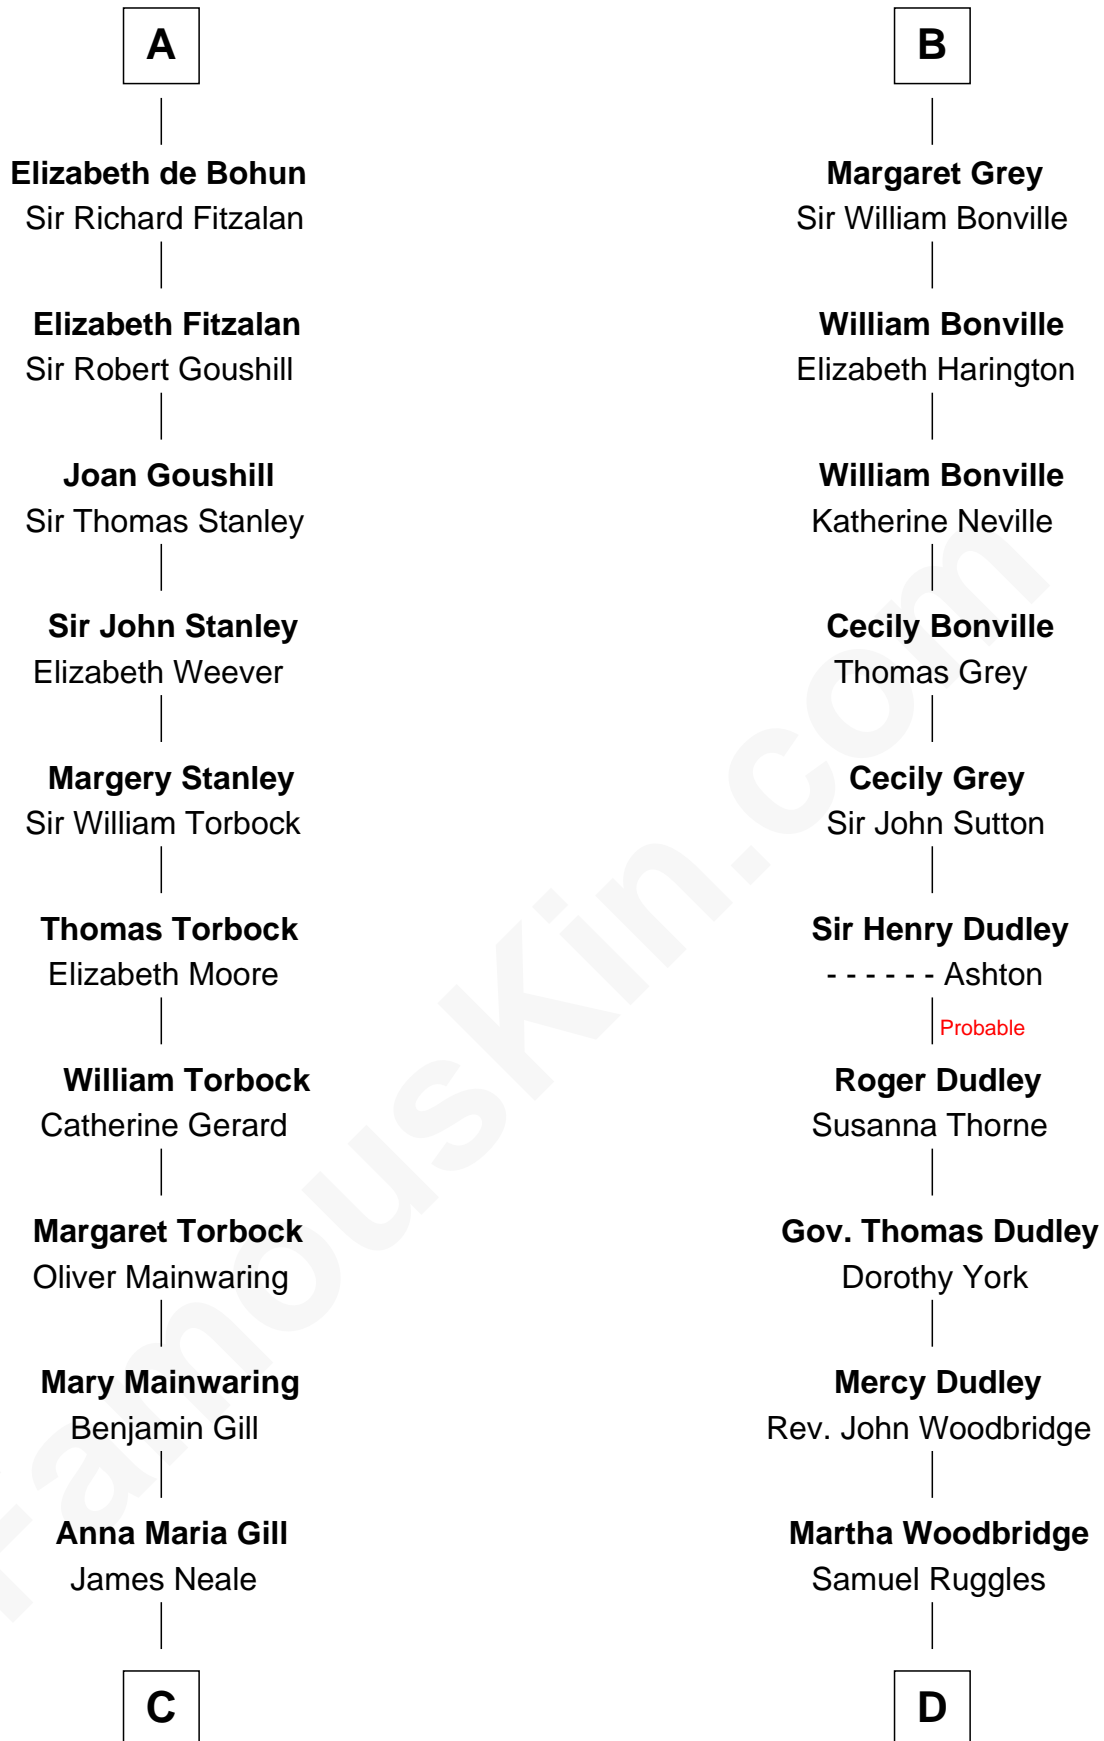 A
Elizabeth de Bohun
Sir Richard Fitzalan
Elizabeth Fitzalan
Sir Robert Goushill
Joan Goushill
Sir Thomas Stanley
Sir John Stanley
Elizabeth Weever
Margery Stanley
Sir William Torbock
Thomas Torbock
Elizabeth Moore
William Torbock
Catherine Gerard
Margaret Torbock
Oliver Mainwaring
Mary Mainwaring
Benjamin Gill
Anna Maria Gill
James Neale
C
B
Margaret Grey
Sir William Bonville
William Bonville
Elizabeth Harington
William Bonville
Katherine Neville
Cecily Bonville
Thomas Grey
Cecily Grey
Sir John Sutton
Sir Henry Dudley
- - - - - - Ashton
Probable
Roger Dudley
Susanna Thorne
Gov. Thomas Dudley
Dorothy York
Mercy Dudley
Rev. John Woodbridge
Martha Woodbridge
Samuel Ruggles
D
FamousKin.com